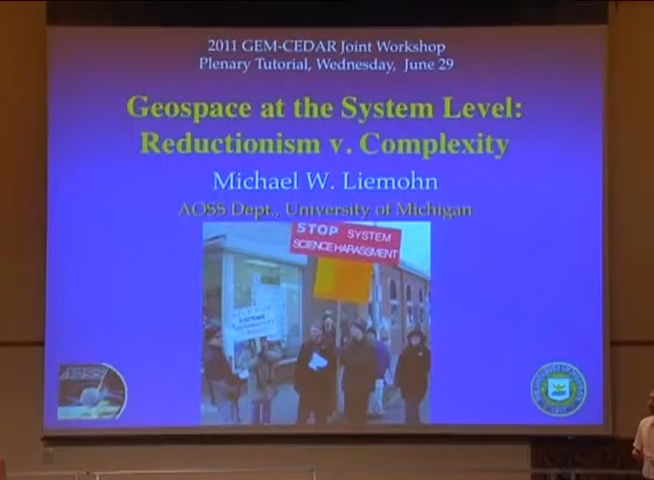 2011 GEM-CEDAR Joint Workshop
Plenary Tutorial, Wednesday, June 29
Geospace at the System Level:
Reductionism v. Complexity
Michael W. Liemohn
AOSS Dept., University of Michigan
STOP SYSTEM
SCIENCE HARASSMENT